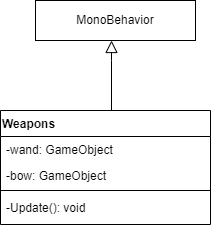 MonoBehavior
Weapons
-wand: GameObject
-bow: GameObject
-Update(): void